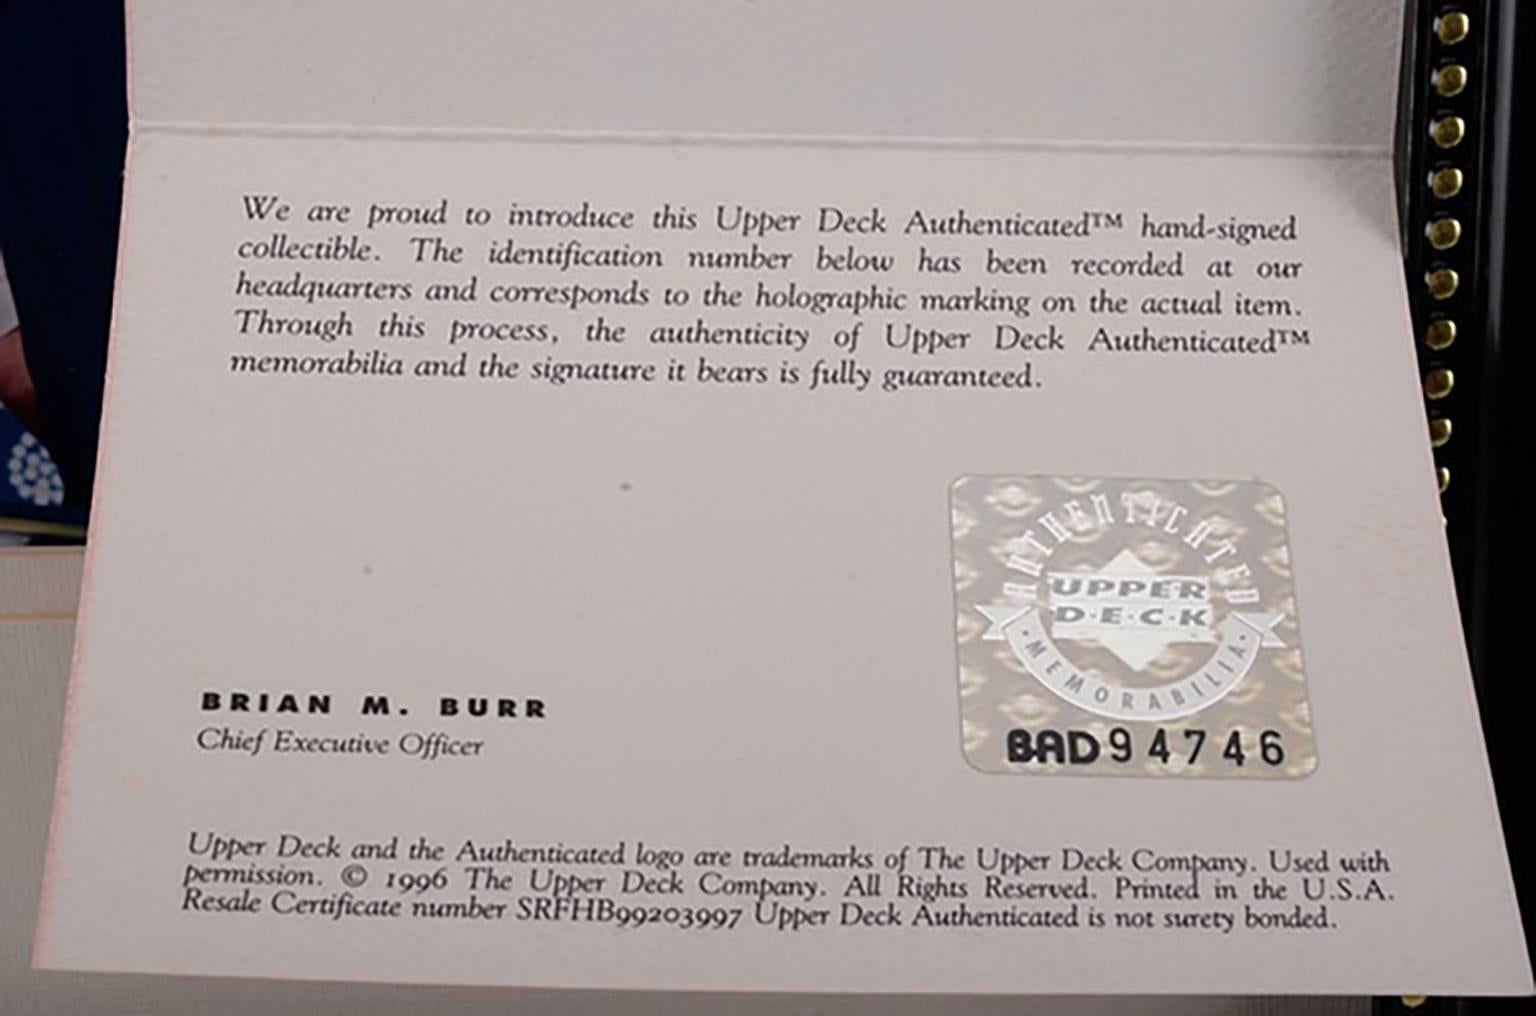 We are proud to introduce this Upper Deck Authenticated™ hand-signed
collectible. The identification number below has been recorded at our
headquarters and corresponds to the holographic marking on the actual item.
Through this process, the authenticity of Upper Deck Authenticated™
memorabilia and the signature it bears is fully guaranteed.
AUTHENTICATED
UPPER
D·E·C·K
·MEMORABILIA·
BAD94746
BRIAN M. BURR
Chief Executive Officer
Upper Deck and the Authenticated logo are trademarks of The Upper Deck Company. Used with
permission. © 1996 The Upper Deck Company. All Rights Reserved. Printed in the U.S.A.
Resale Certificate number SRFHB99203997 Upper Deck Authenticated is not surety bonded.